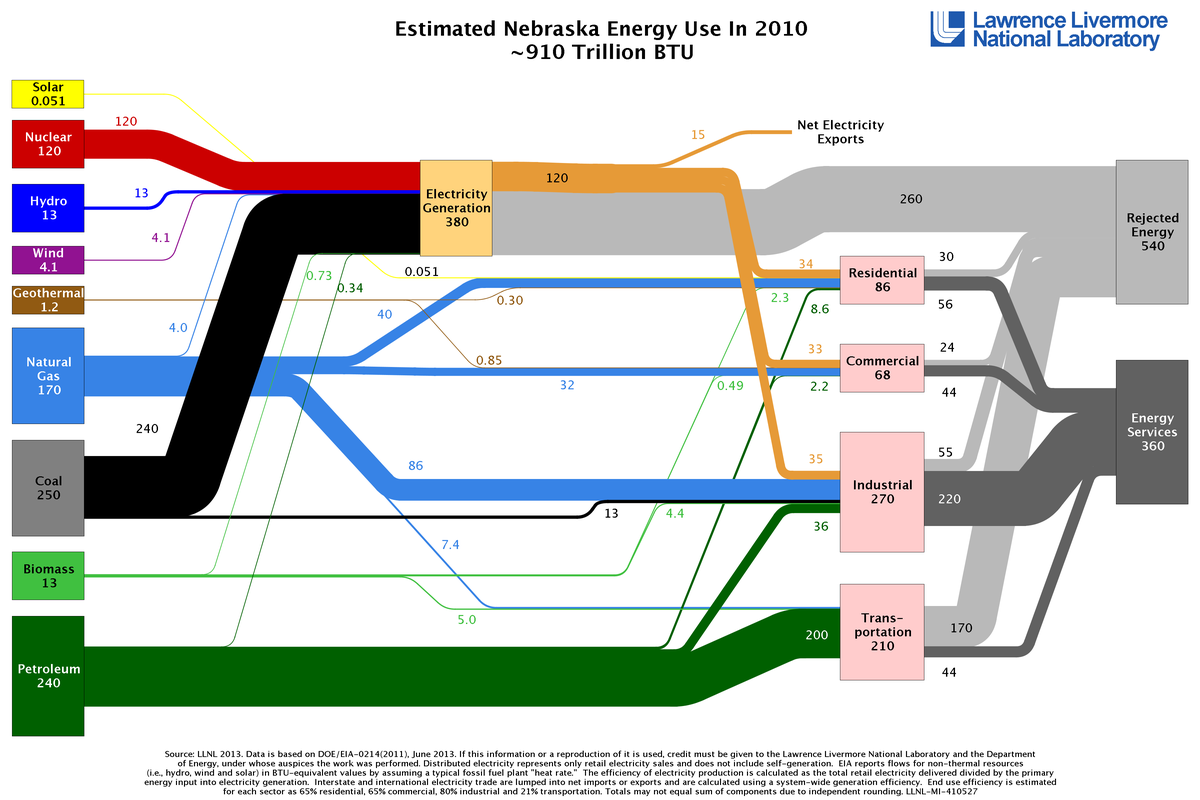 Estimated Nebraska Energy Use In 2010
~910 Trillion BTU
Lawrence Livermore
National Laboratory
Solar
0.051
Nuclear
120
120
Hydro
13
13
Wind
4.1
4.1
Geothermal
1.2
Natural
Gas
170
4.0
Coal
250
240
Biomass
13
Petroleum
240
Electricity
Generation
380
0.73
0.34
0.051
0.30
40
0.85
32
86
13
7.4
5.0
4.4
0.49
2.3
120
15
Net Electricity
Exports
260
34
8.6
33
2.2
35
36
200
Residential
86
Commercial
68
Industrial
270
Trans-
portation
210
30
56
24
44
55
220
170
44
Rejected
Energy
540
Energy
Services
360
Source: LLNL 2013. Data is based on DOE/EIA-0214(2011), June 2013. If this information or a reproduction of it is used, credit must be given to the Lawrence Livermore National Laboratory and the Department
of Energy, under whose auspices the work was performed. Distributed electricity represents only retail electricity sales and does not include self-generation. EIA reports flows for non-thermal resources
(i.e., hydro, wind and solar) in BTU-equivalent values by assuming a typical fossil fuel plant "heat rate." The efficiency of electricity production is calculated as the total retail electricity delivered divided by the primary
energy input into electricity generation. Interstate and international electricity trade are lumped into net imports or exports and are calculated using a system-wide generation efficiency. End use efficiency is estimated
for each sector as 65% residential, 65% commercial, 80% industrial and 21% transportation. Totals may not equal sum of components due to independent rounding. LLNL-MI-410527